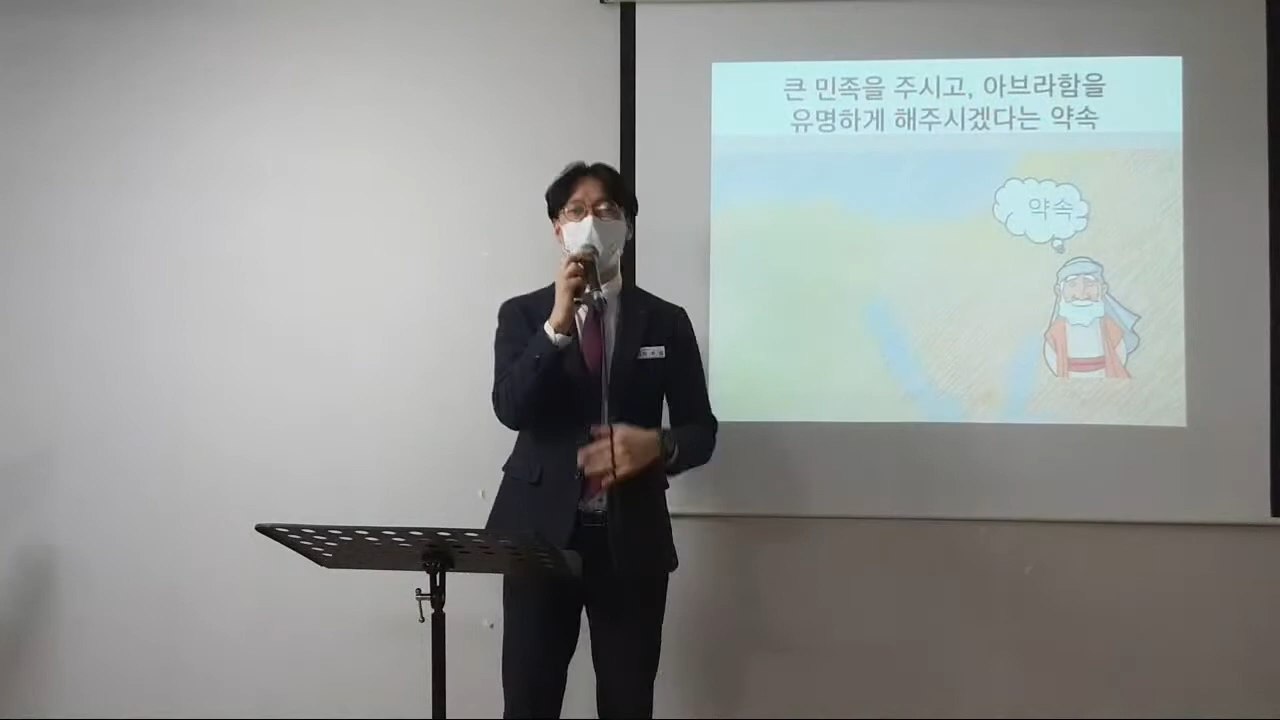 큰 민족을 주시고, 아브라함을
유명하게 해주시겠다는 약속
약속